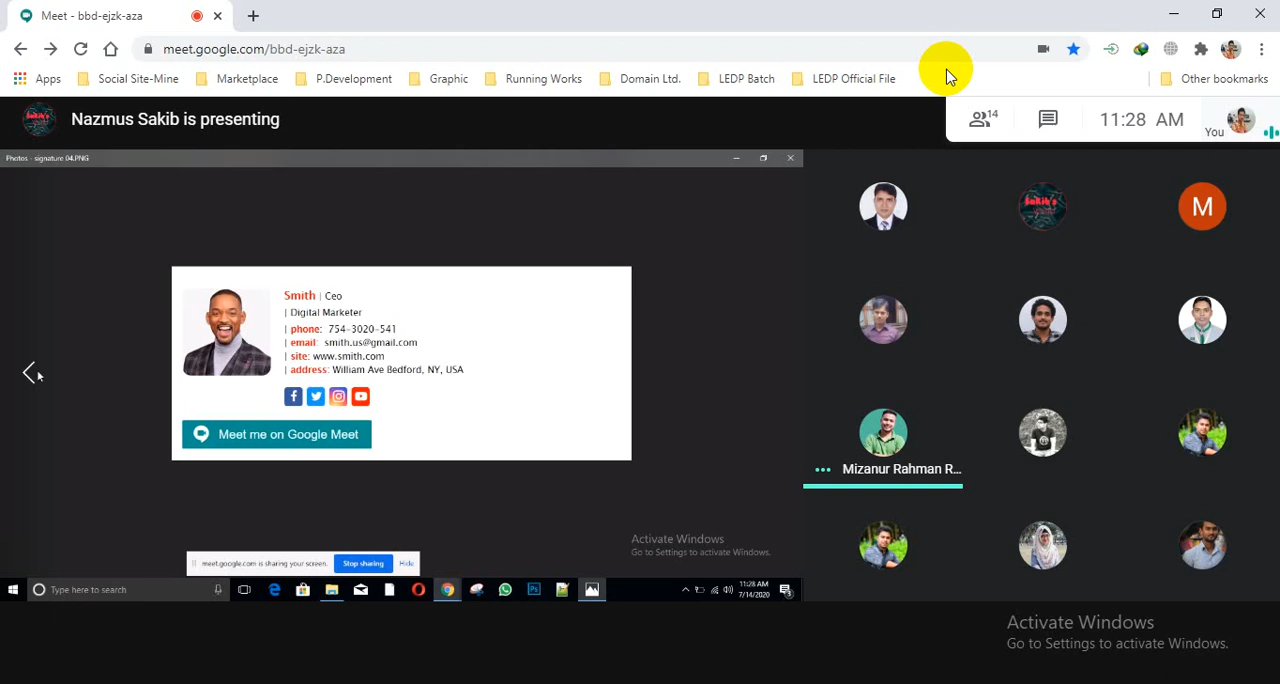 Meet - bbd-ejzk-aza
meet.google.com/bbd-ejzk-aza
Apps Social Site-Mine Marketplace P.Development Graphic Running Works Domain Ltd. LEDP Batch LEDP Official File Other bookmarks
Nazmus Sakib is presenting
14 11:28 AM You
Photos - signature 04.PNG
Sakib's
M
Smith | Ceo
| Digital Marketer
| phone: 754-3020-541
| email: smith.us@gmail.com
| site: www.smith.com
| address: William Ave Bedford, NY, USA
Meet me on Google Meet
Mizanur Rahman R...
Activate Windows
Go to Settings to activate Windows.
meet.google.com is sharing your screen. Stop sharing Hide
Type here to search
Ps
11:28 AM
7/14/2020
Activate Windows
Go to Settings to activate Windows.